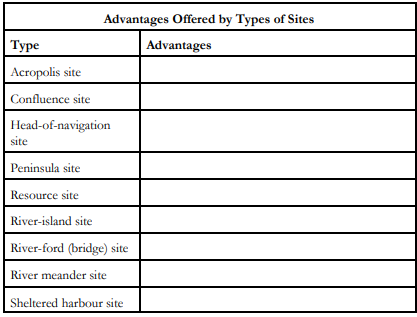 Advantages Offered by Types of Sites
Type Advantages
Acropolis site
Confluence site
Head-of-navigation
site
Peninsula site
Resource site
River-island site
River-ford (bridge) site
River meander site
Sheltered harbour site